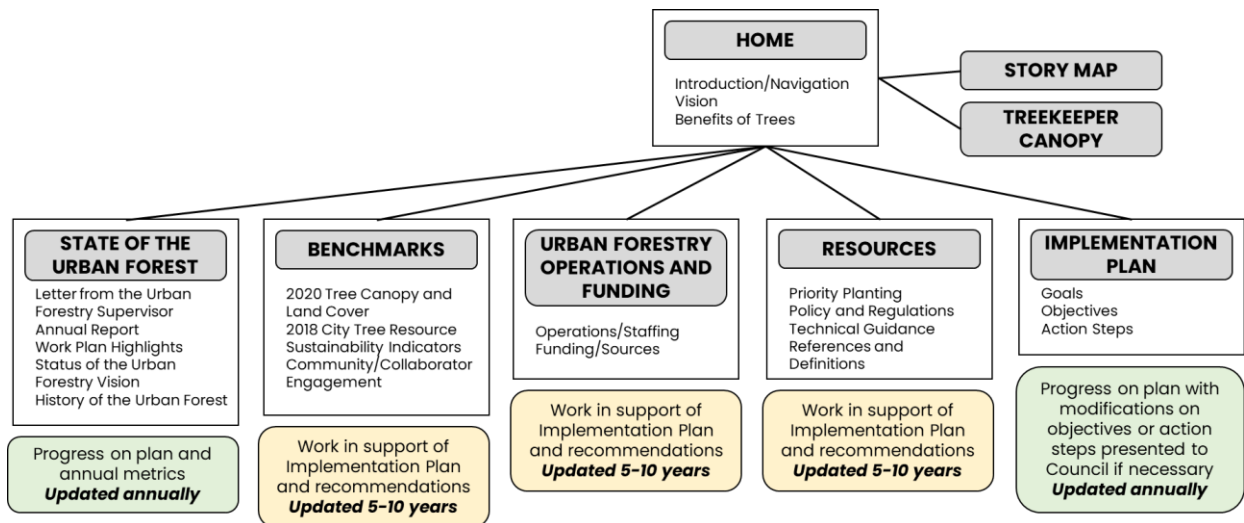 HOME
Introduction/Navigation
Vision
Benefits of Trees
STORY MAP
TREEKEEPER
CANOPY
STATE OF THE
URBAN FOREST
Letter from the Urban
Forestry Supervisor
Annual Report
Work Plan Highlights
Status of the Urban
Forestry Vision
History of the Urban Forest
Progress on plan and
annual metrics
Updated annually
BENCHMARKS
2020 Tree Canopy and
Land Cover
2018 City Tree Resource
Sustainability Indicators
Community/Collaborator
Engagement
Work in support of
Implementation Plan
and recommendations
Updated 5-10 years
URBAN FORESTRY
OPERATIONS AND
FUNDING
Operations/Staffing
Funding/Sources
Work in support of
Implementation Plan
and recommendations
Updated 5-10 years
RESOURCES
Priority Planting
Policy and Regulations
Technical Guidance
References and
Definitions
Work in support of
Implementation Plan
and recommendations
Updated 5-10 years
IMPLEMENTATION
PLAN
Goals
Objectives
Action Steps
Progress on plan with
modifications on
objectives or action
steps presented to
Council if necessary
Updated annually